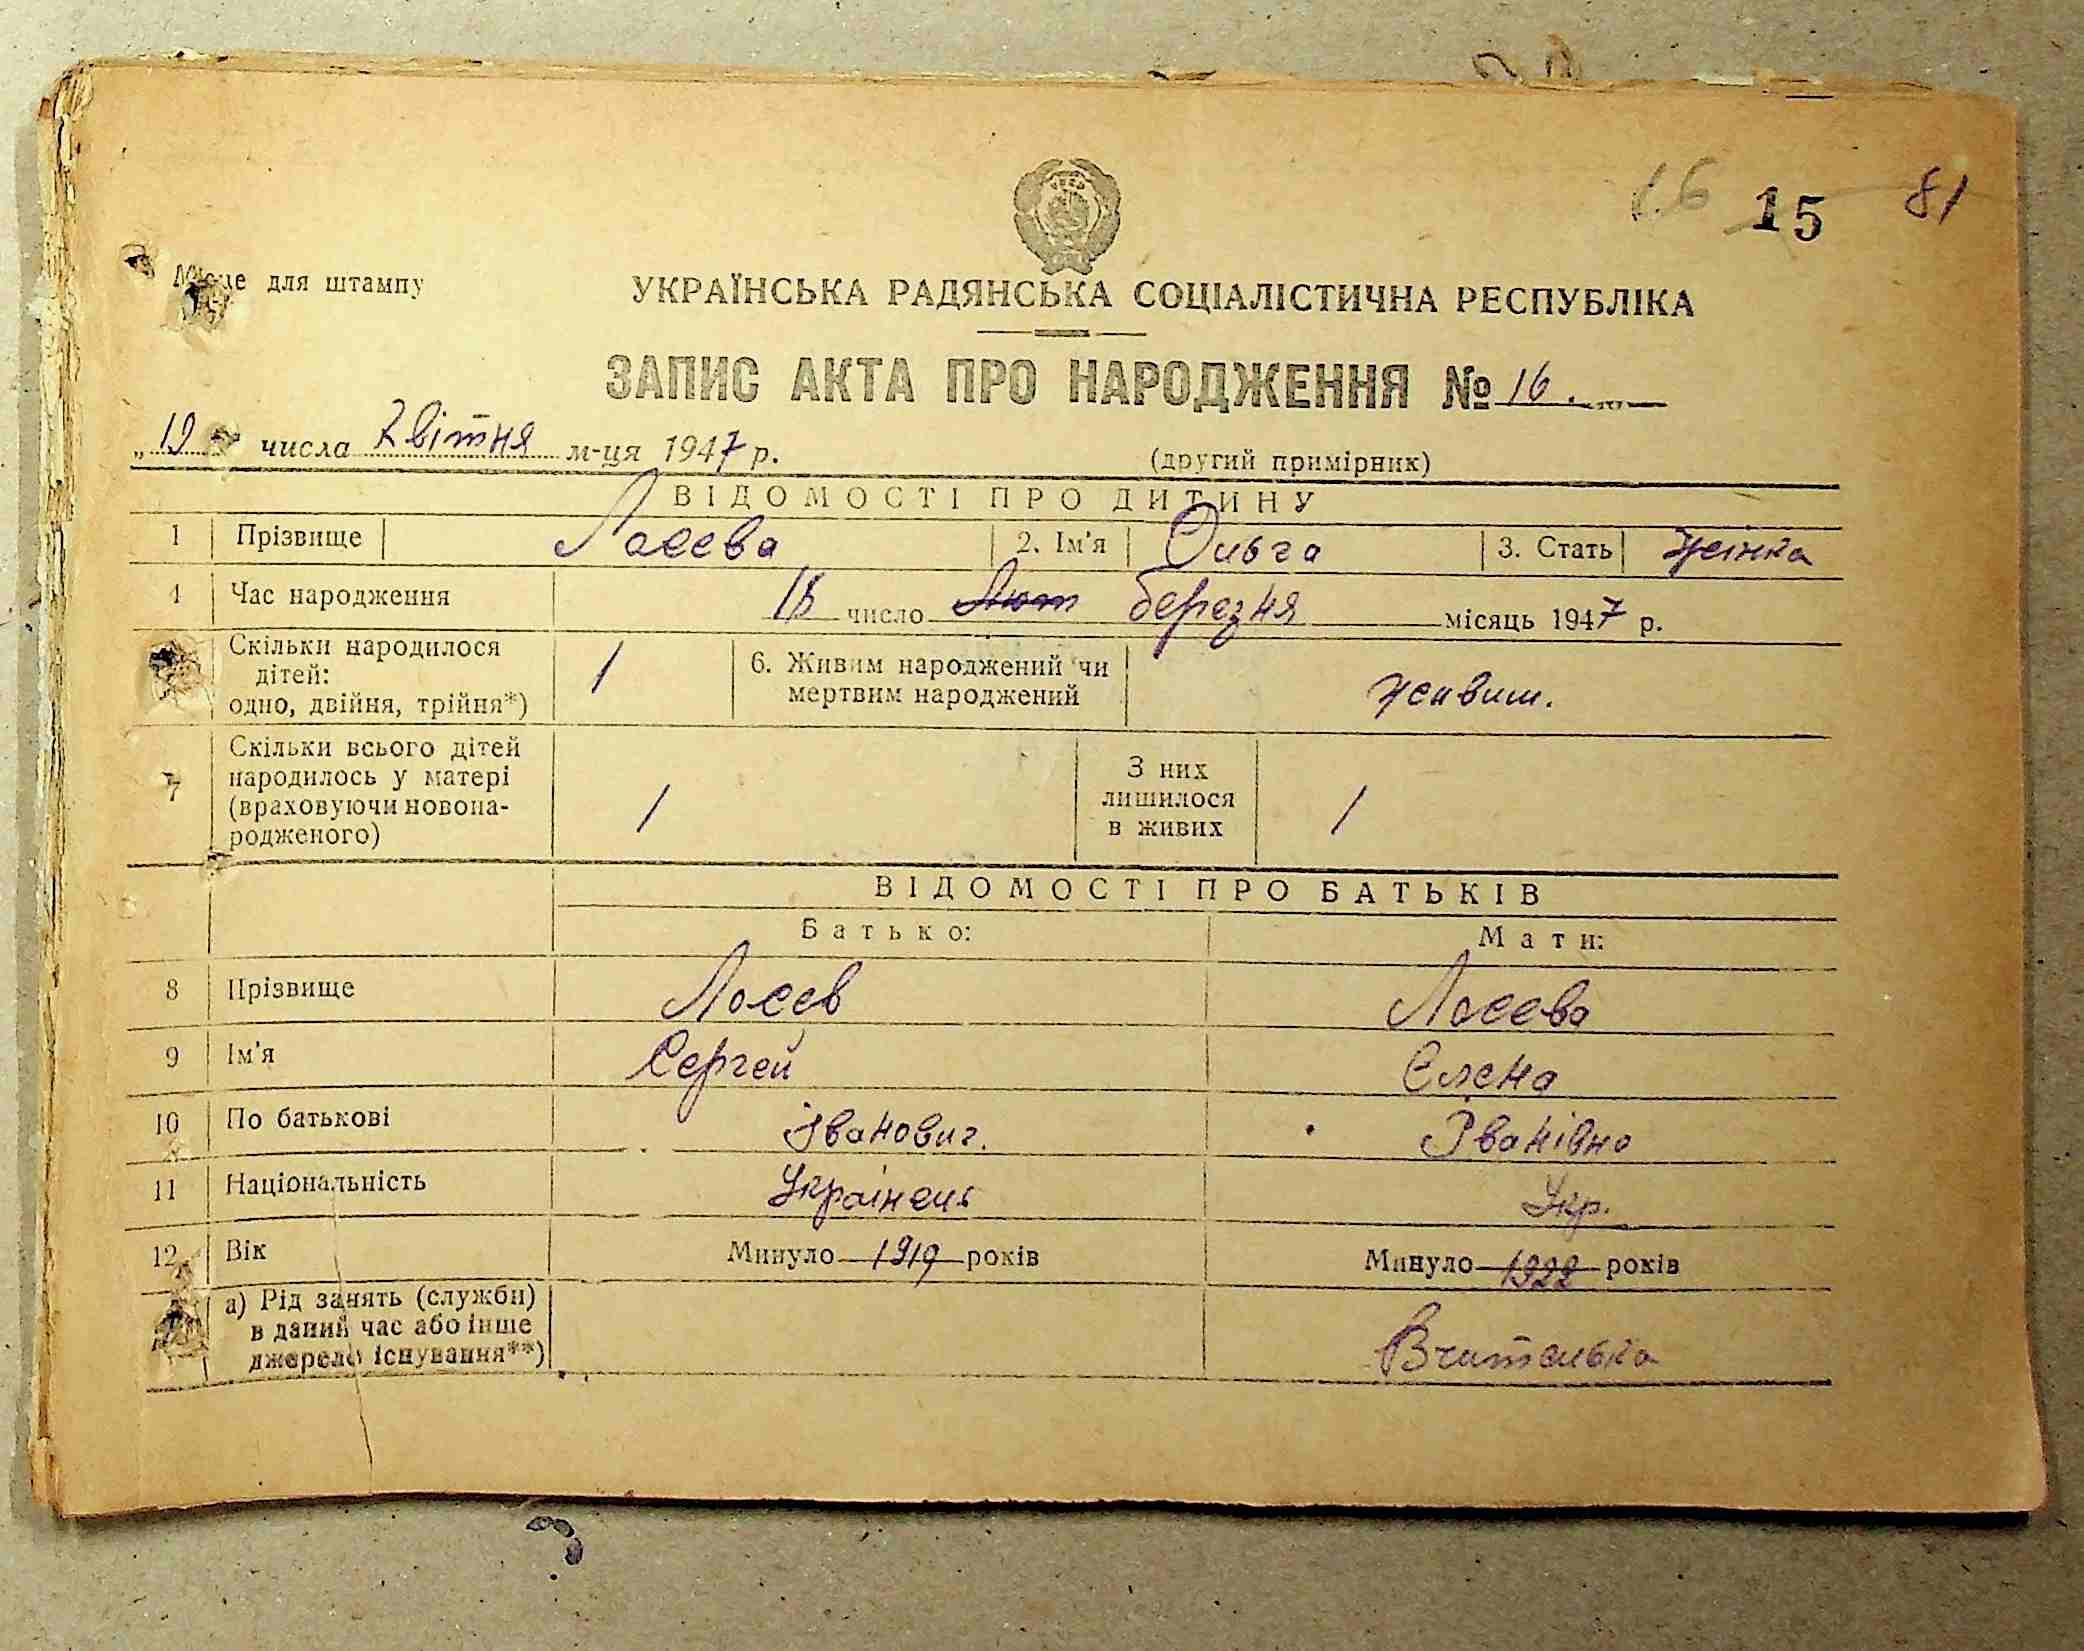 16 15 81
Місце для штампу
УКРАЇНСЬКА РАДЯНСЬКА СОЦІАЛІСТИЧНА РЕСПУБЛІКА
ЗАПИС АКТА ПРО НАРОДЖЕННЯ № 16.
„19 числа Квітня м-ця 1947 р.
(другий примірник)
ВІДОМОСТІ ПРО ДИТИНУ
1 Прізвище Лосєва 2. Ім'я Ольга 3. Стать жінка
4 Час народження число Лют березня місяць 1947 р.
Скільки народилося дітей: одно, двійня, трійня*) 1 6. Живим народжений чи мертвим народжений живим.
7 Скільки всього дітей народилось у матері (враховуючи новонародженого) 1 З них лишилося в живих 1
ВІДОМОСТІ ПРО БАТЬКІВ
Батько: Мати:
8 Прізвище Лосєв Лосєва
9 Ім'я Сергей Єлена
10 По батькові Іванович. Іванівна
11 Національність Українець Укр.
12 Вік Минуло 1919 років Минуло 1922 років
а) Рід занять (служби) в даний час або інше джерело існування**) Вчителька